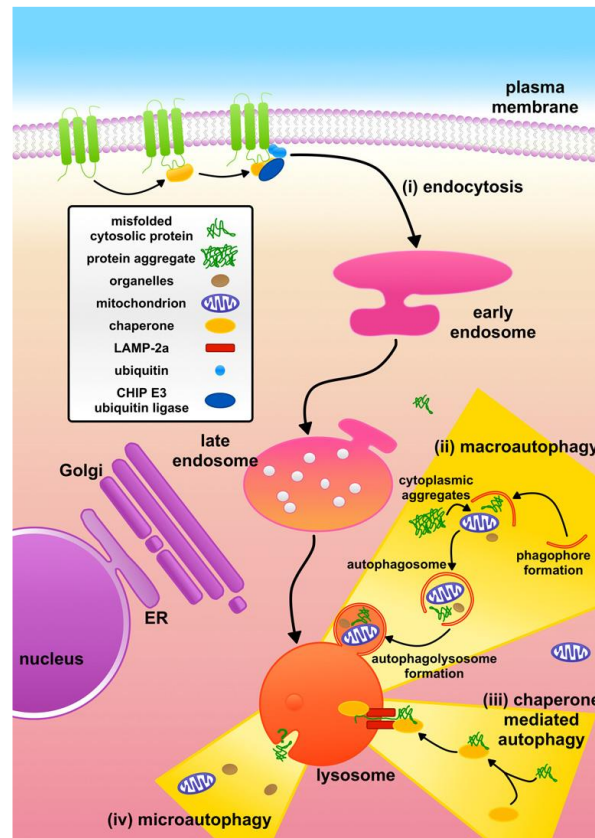 plasma
membrane
(i) endocytosis
misfolded
cytosolic protein
protein aggregate
organelles
mitochondrion
chaperone
LAMP-2a
ubiquitin
CHIP E3
ubiquitin ligase
early
endosome
late
endosome
Golgi
ER
nucleus
(ii) macroautophagy
cytoplasmic
aggregates
phagophore
formation
autophagosome
autophagolysosome
formation
(iii) chaperone
mediated
autophagy
?
lysosome
(iv) microautophagy